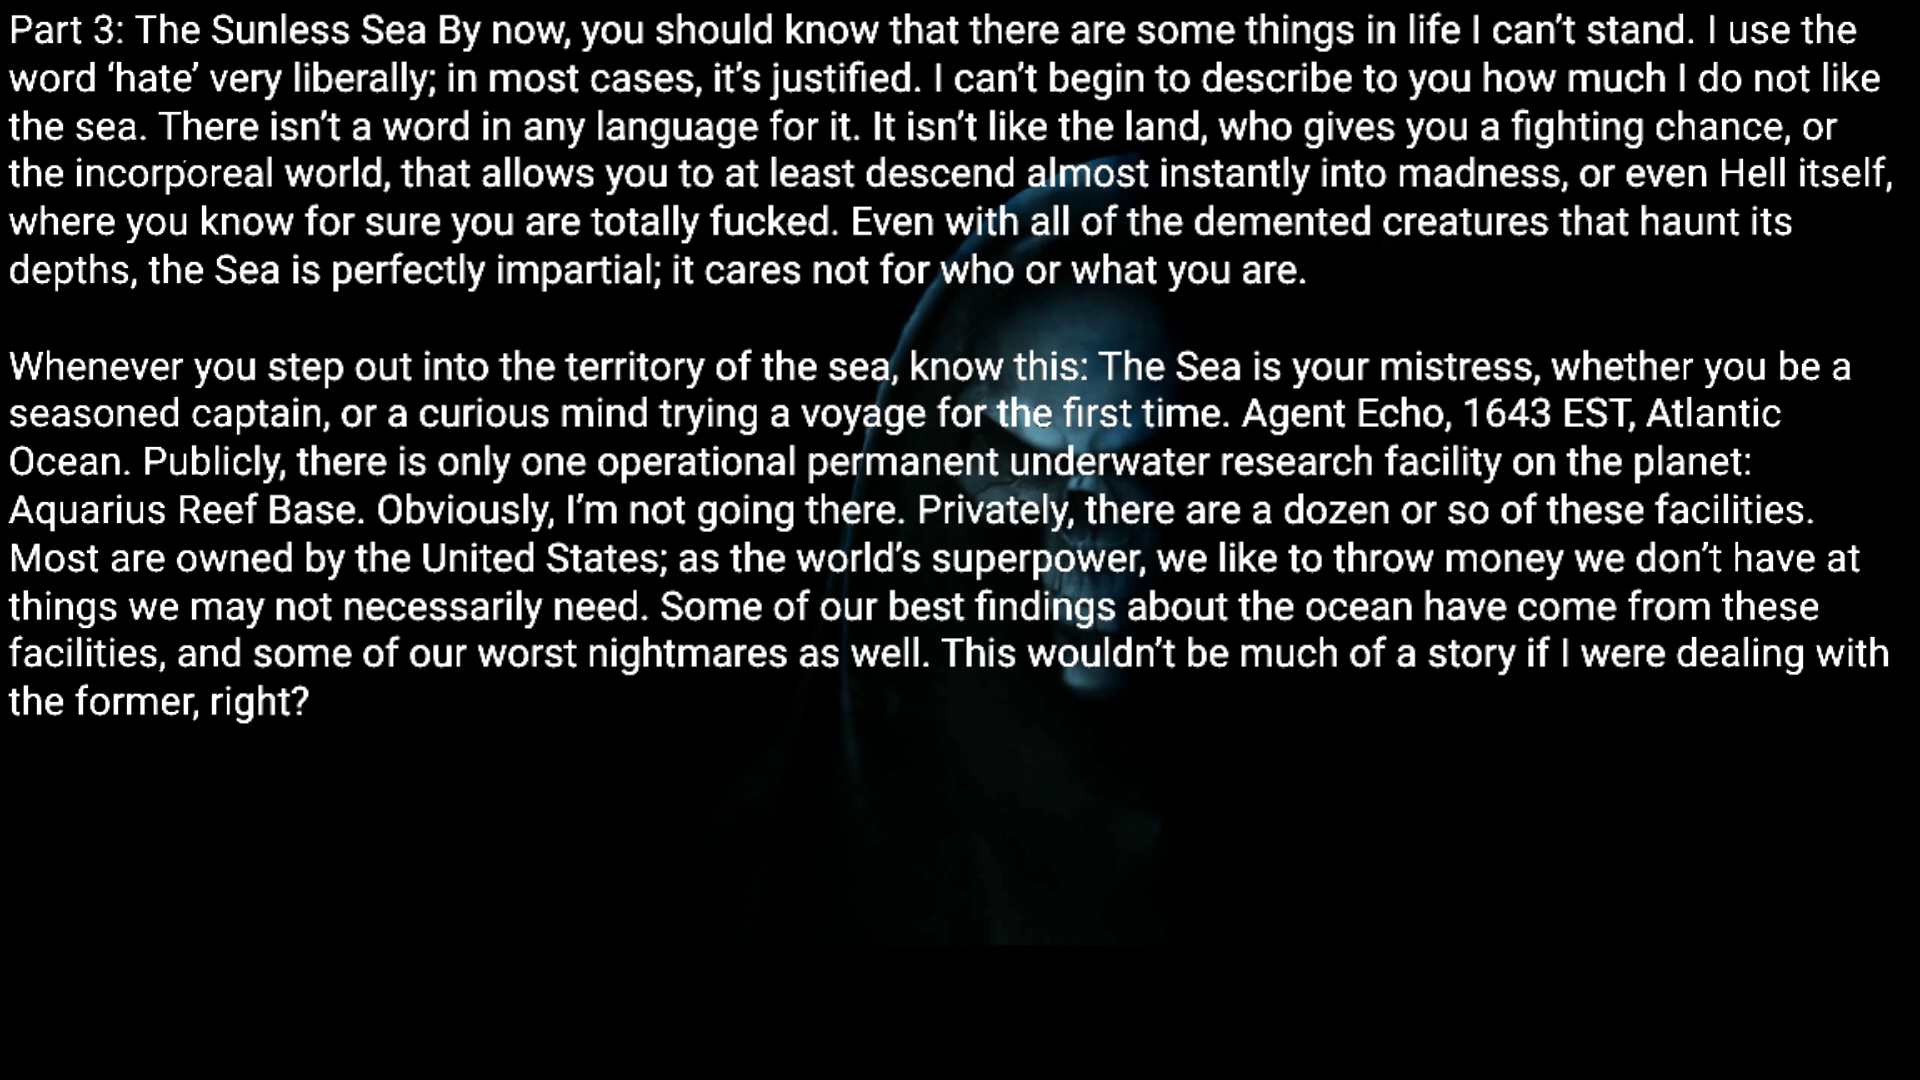 Part 3: The Sunless Sea By now, you should know that there are some things in life I can’t stand. I use the
word ‘hate’ very liberally; in most cases, it’s justified. I can’t begin to describe to you how much I do not like
the sea. There isn’t a word in any language for it. It isn’t like the land, who gives you a fighting chance, or
the incorporeal world, that allows you to at least descend almost instantly into madness, or even Hell itself,
where you know for sure you are totally fucked. Even with all of the demented creatures that haunt its
depths, the Sea is perfectly impartial; it cares not for who or what you are.
Whenever you step out into the territory of the sea, know this: The Sea is your mistress, whether you be a
seasoned captain, or a curious mind trying a voyage for the first time. Agent Echo, 1643 EST, Atlantic
Ocean. Publicly, there is only one operational permanent underwater research facility on the planet:
Aquarius Reef Base. Obviously, I’m not going there. Privately, there are a dozen or so of these facilities.
Most are owned by the United States; as the world’s superpower, we like to throw money we don’t have at
things we may not necessarily need. Some of our best findings about the ocean have come from these
facilities, and some of our worst nightmares as well. This wouldn’t be much of a story if I were dealing with
the former, right?